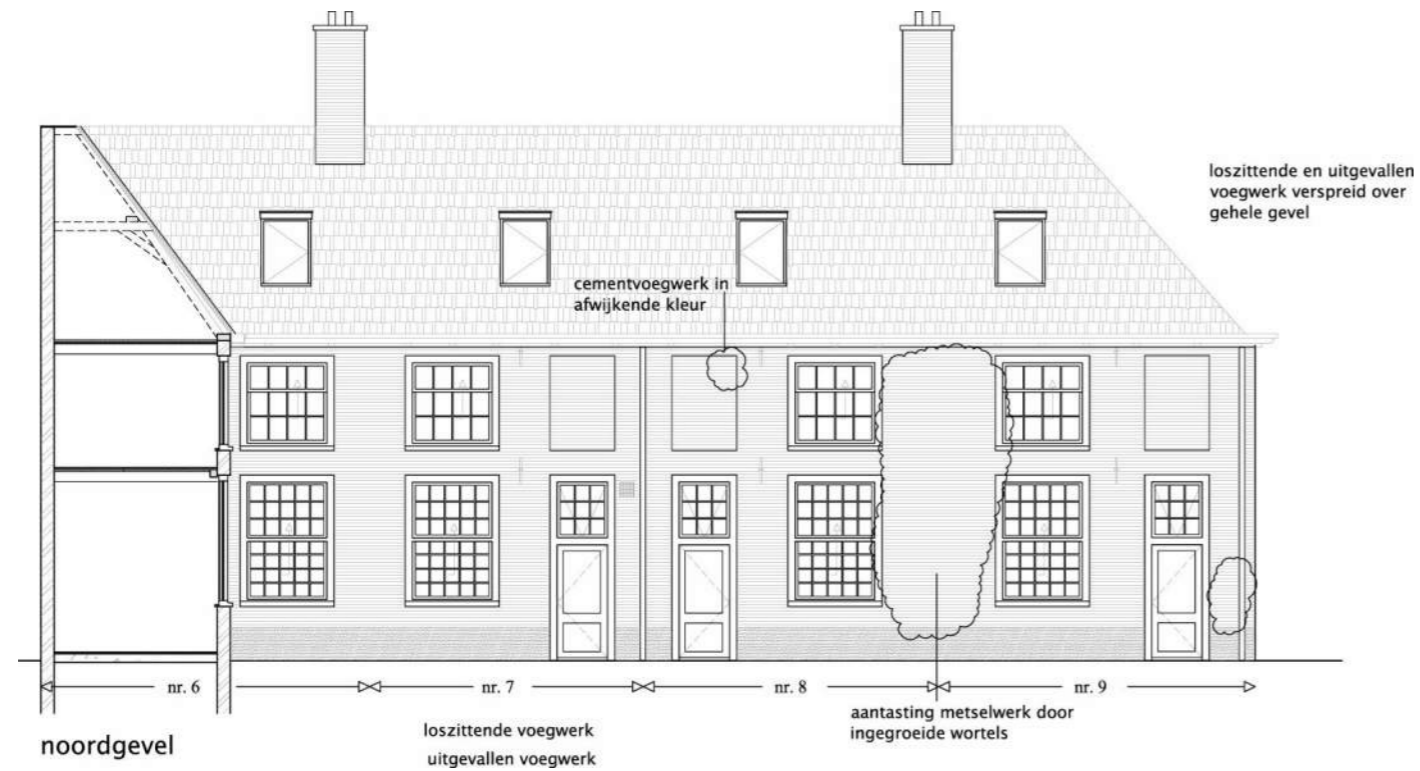 loszittende en uitgevallen
voegwerk verspreid over
gehele gevel
cementvoegwerk in
afwijkende kleur
nr. 6
nr. 7
nr. 8
nr. 9
aantasting metselwerk door
ingegroeide wortels
loszittende voegwerk
uitgevallen voegwerk
noordgevel